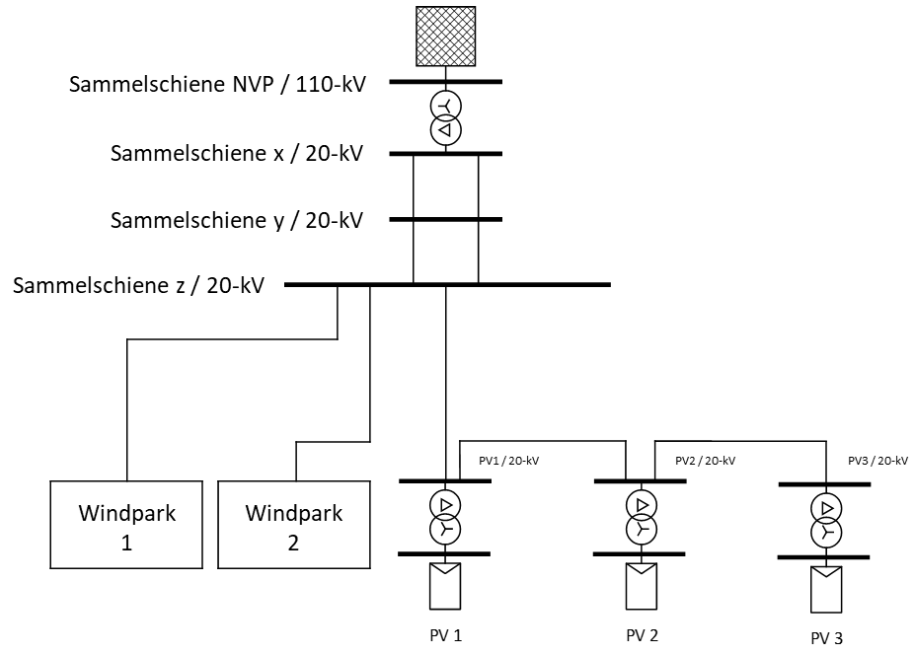 Sammelschiene NVP / 110-kV
Sammelschiene x / 20-kV
Sammelschiene y / 20-kV
Sammelschiene z / 20-kV
PV1 / 20-kV
PV2 / 20-kV
PV3 / 20-kV
Windpark
1
Windpark
2
PV 1
PV 2
PV 3